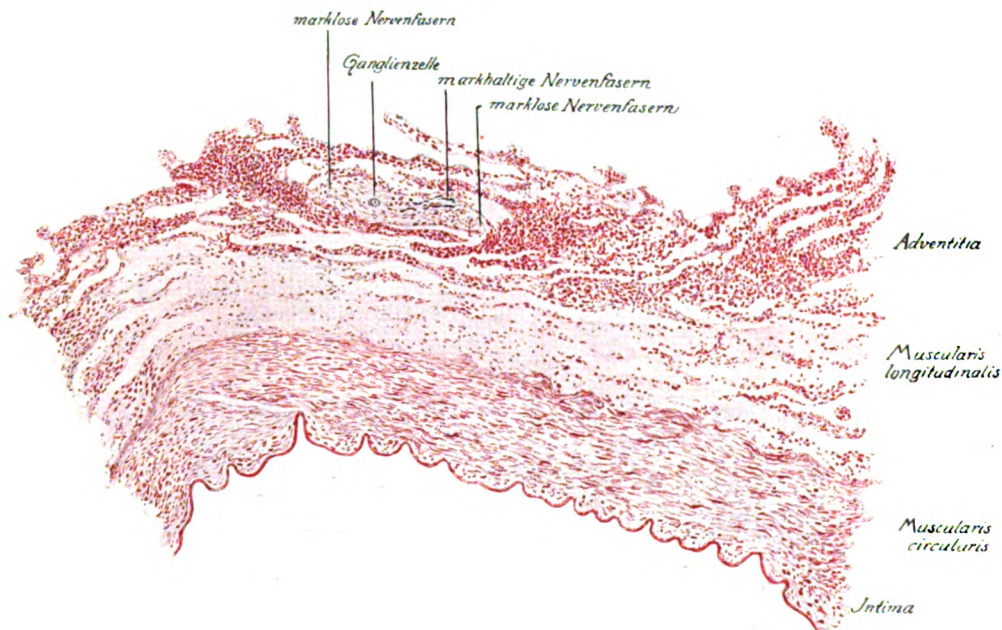 marklose Nervenfasern
Ganglienzelle
markhaltige Nervenfasern
marklose Nervenfasern
Adventitia
Muscularis
longitudinalis
Muscularis
circularis
Intima